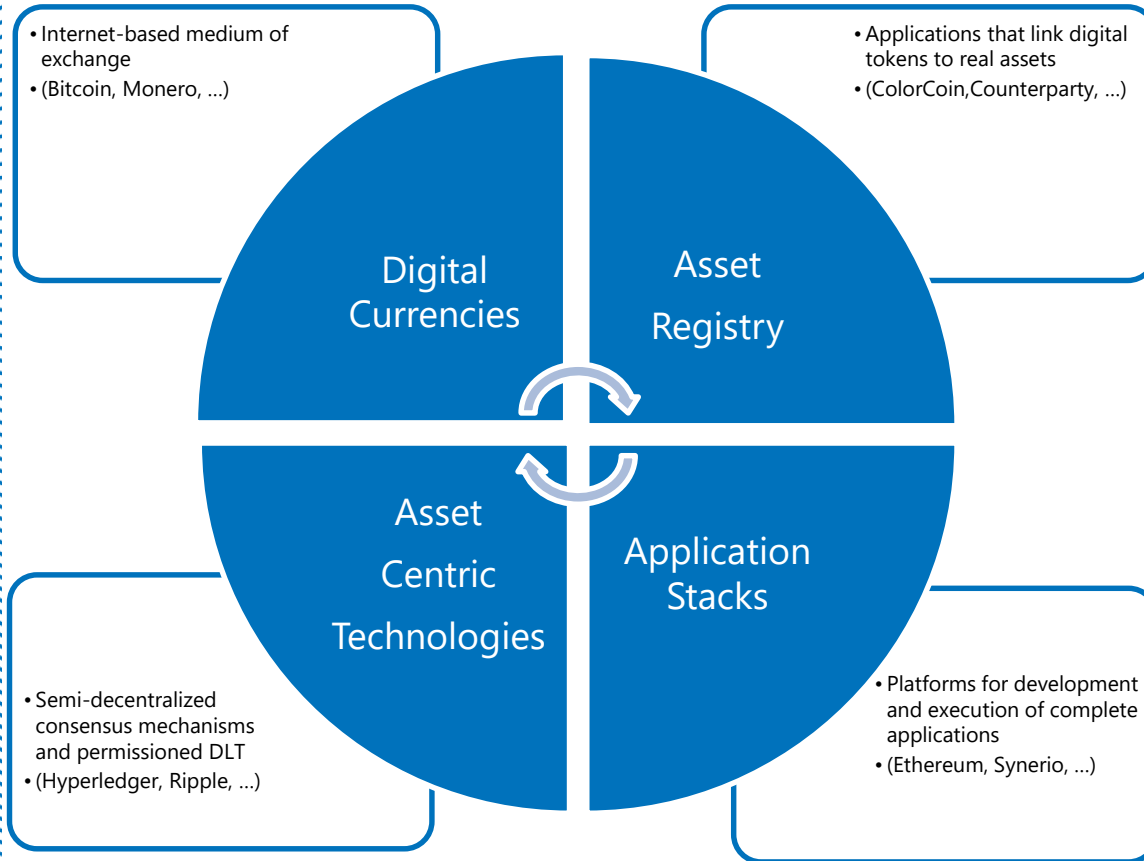 • Internet-based medium of
exchange
• (Bitcoin, Monero, ...)
• Applications that link digital
tokens to real assets
• (ColorCoin,Counterparty, ...)
Digital
Currencies
Asset
Registry
Asset
Centric
Technologies
Application
Stacks
• Semi-decentralized
consensus mechanisms
and permissioned DLT
• (Hyperledger, Ripple, ...)
• Platforms for development
and execution of complete
applications
• (Ethereum, Synerio, ...)